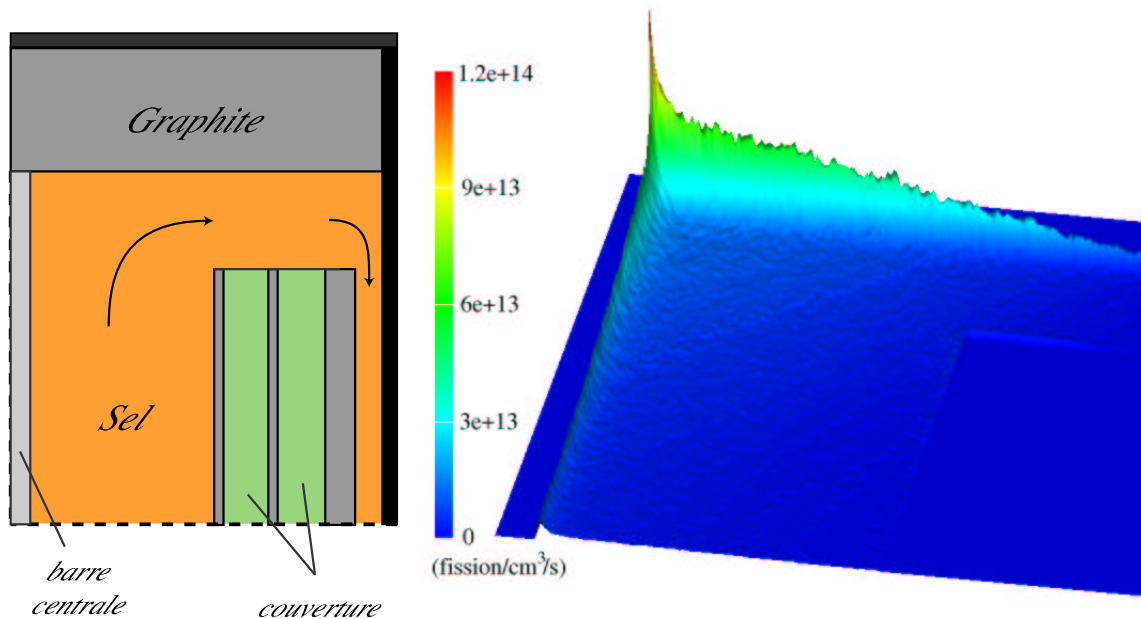 Graphite
Sel
barre
centrale
couverture
1.2e+14
9e+13
6e+13
3e+13
0
(fission/cm³/s)